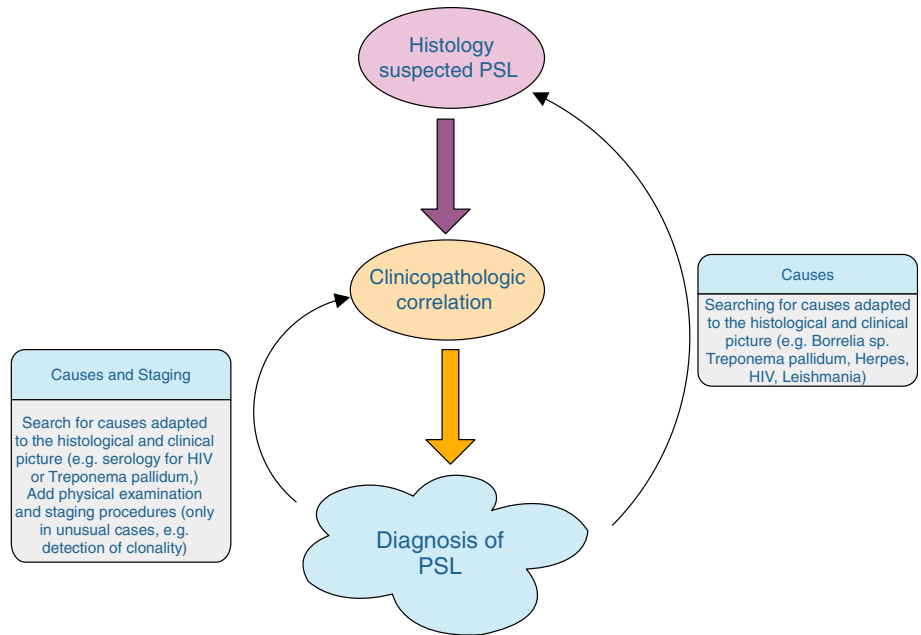 Histology
suspected PSL
Clinicopathologic
correlation
Causes
Searching for causes adapted
to the histological and clinical
picture (e.g. Borrelia sp.
Treponema pallidum, Herpes,
HIV, Leishmania)
Causes and Staging
Search for causes adapted
to the histological and clinical
picture (e.g. serology for HIV
or Treponema pallidum,)
Add physical examination
and staging procedures (only
in unusual cases, e.g.
detection of clonality)
Diagnosis of
PSL